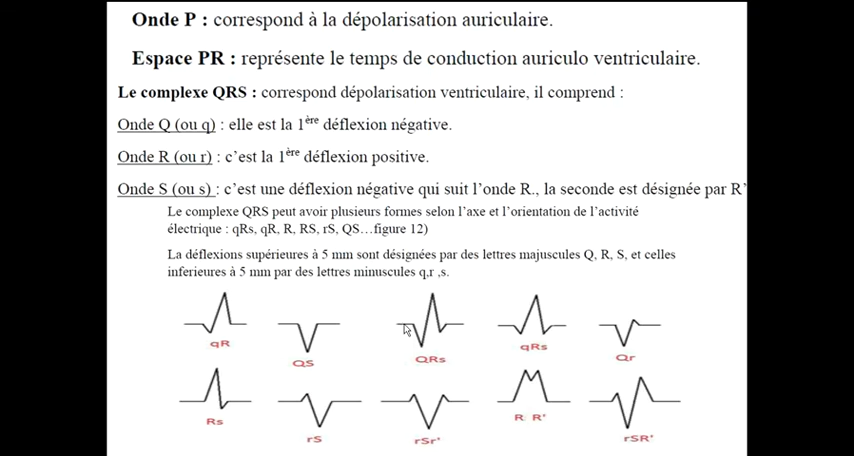 Onde P : correspond à la dépolarisation auriculaire.
Espace PR : représente le temps de conduction auriculo ventriculaire.
Le complexe QRS : correspond dépolarisation ventriculaire, il comprend :
Onde Q (ou q) : elle est la 1ère déflexion négative.
Onde R (ou r) : c'est la 1ère déflexion positive.
Onde S (ou s) : c'est une déflexion négative qui suit l'onde R., la seconde est désignée par R'
Le complexe QRS peut avoir plusieurs formes selon l'axe et l'orientation de l'activité
électrique : qRs, qR, R, RS, rS, QS…figure 12)
La déflexions supérieures à 5 mm sont désignées par des lettres majuscules Q, R, S, et celles
inferieures à 5 mm par des lettres minuscules q,r ,s.
qR QS QRs qRs Qr
Rs rS rSr' R R' rSR'